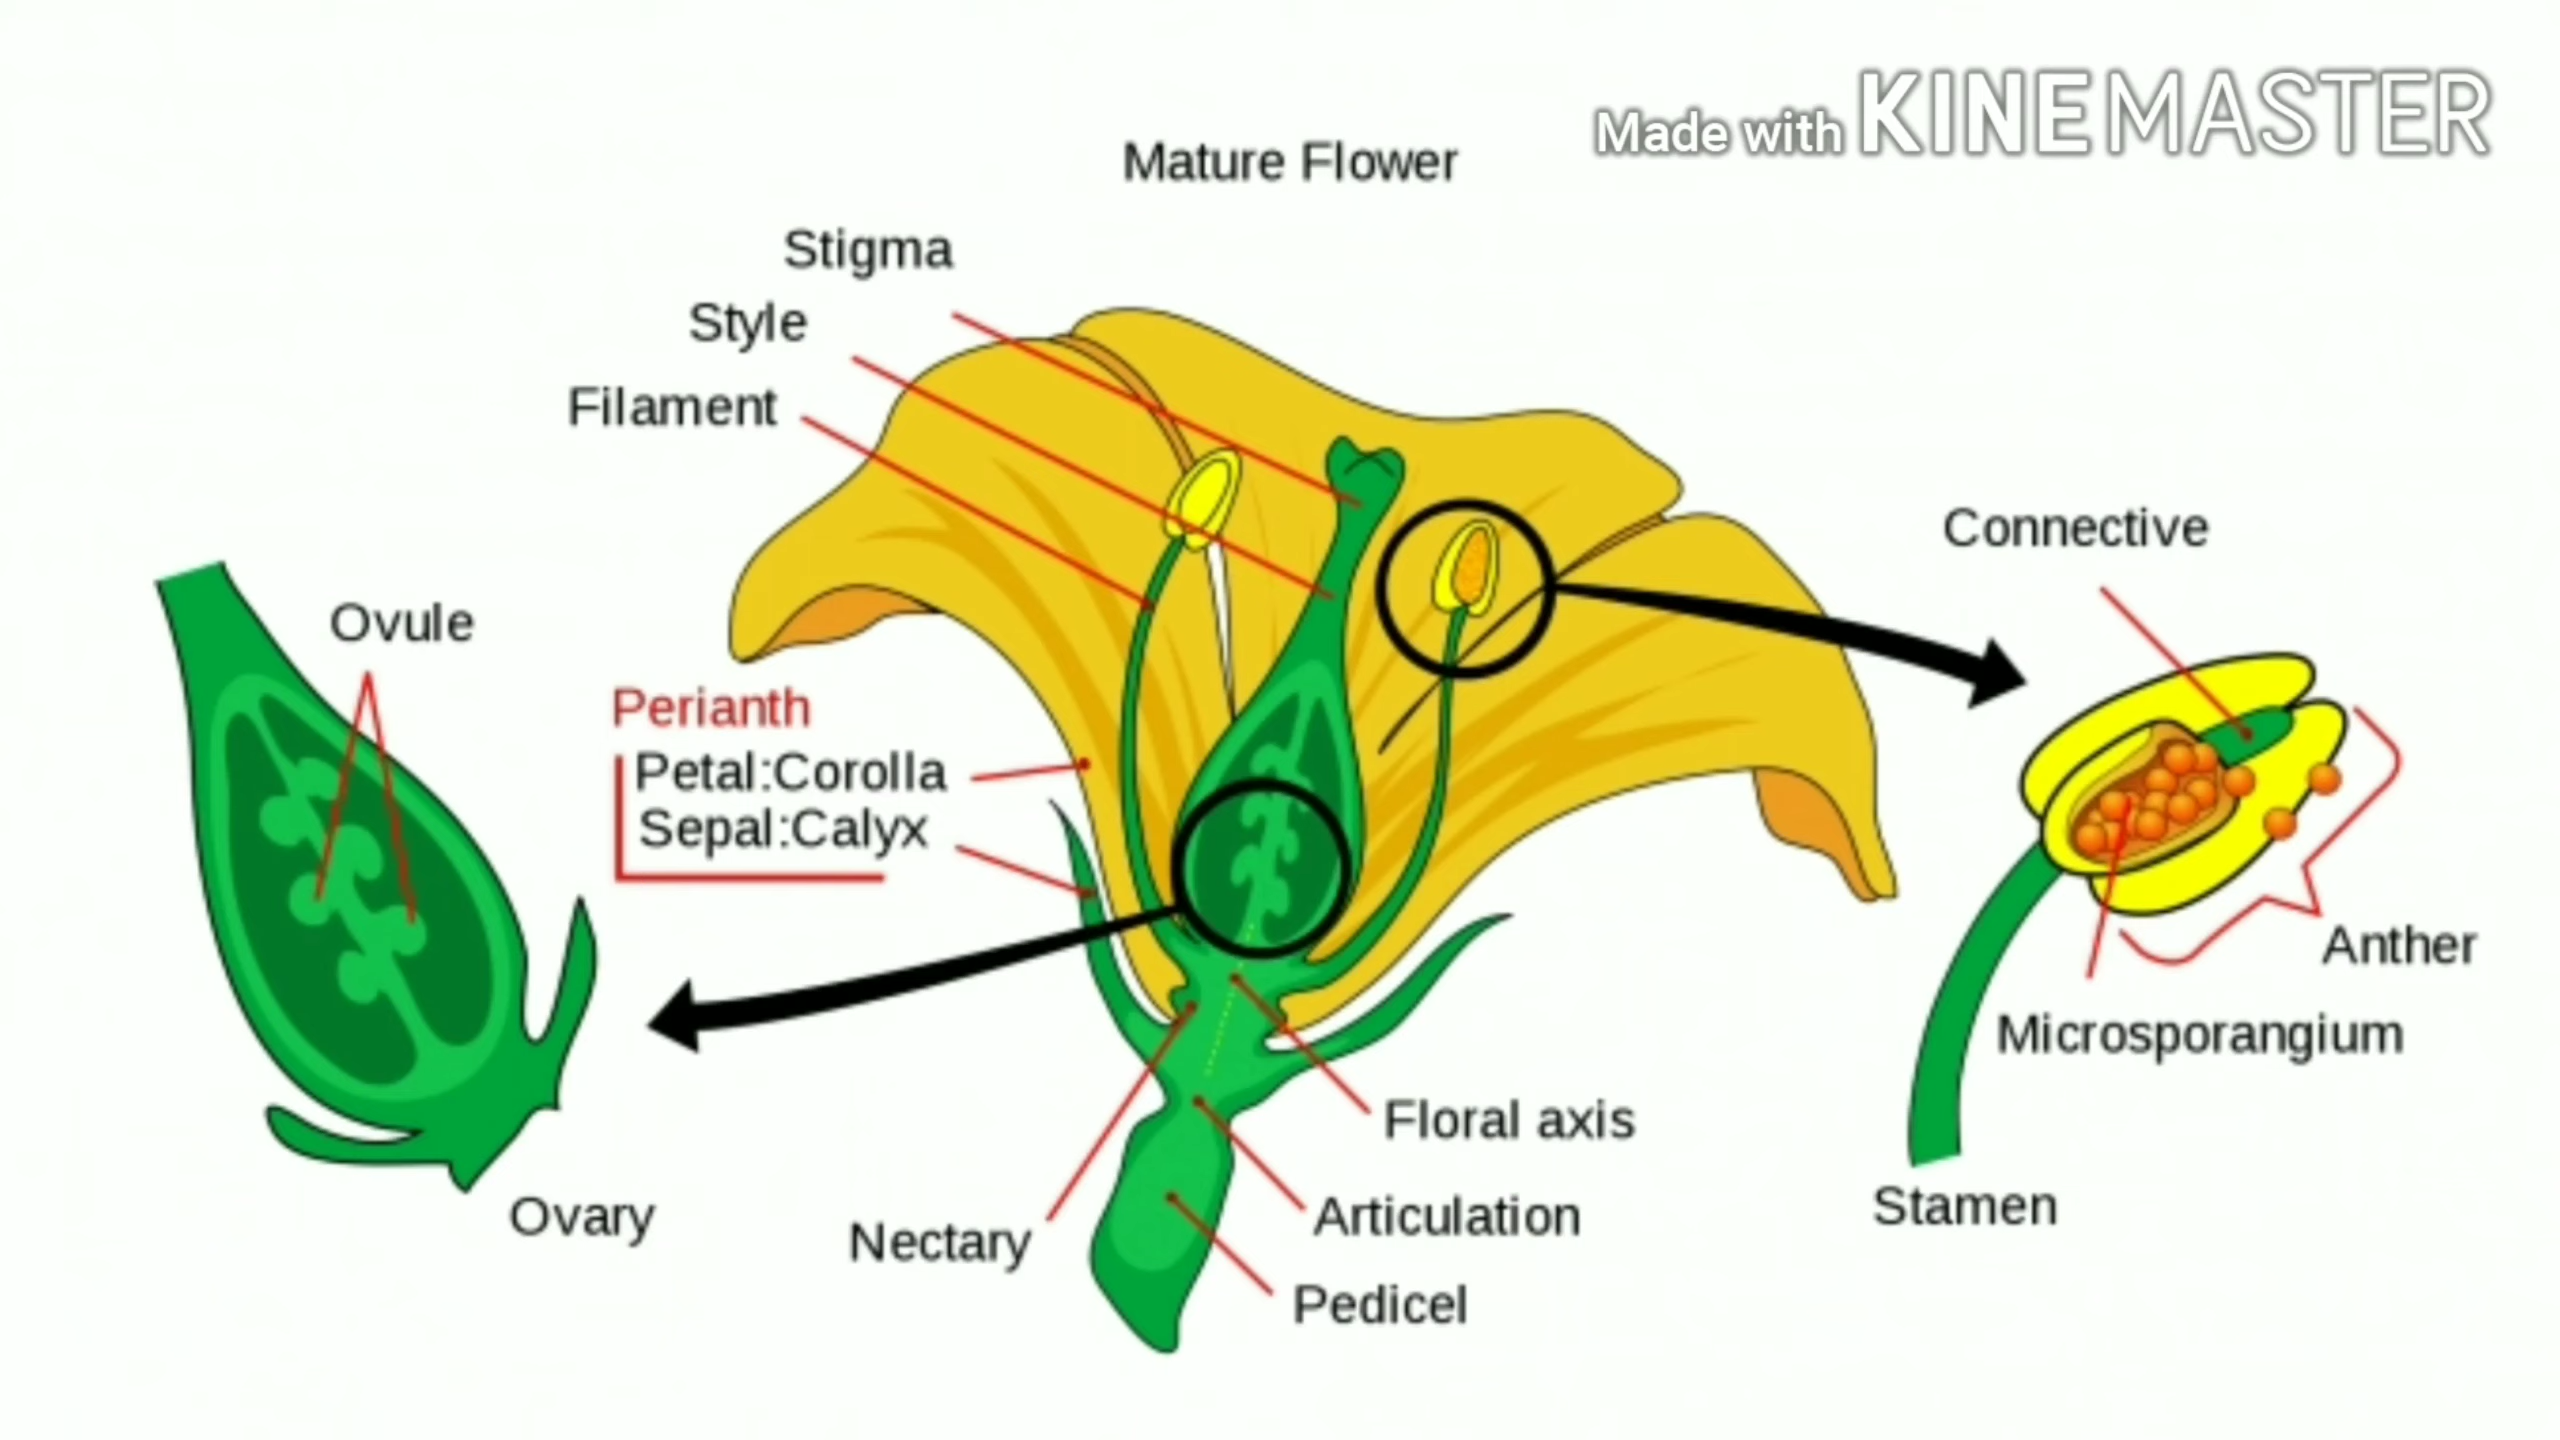 Made with KINEMASTER
Mature Flower
Stigma
Style
Filament
Connective
Ovule
Perianth
Petal:Corolla
Sepal:Calyx
Anther
Microsporangium
Floral axis
Stamen
Ovary
Articulation
Nectary
Pedicel